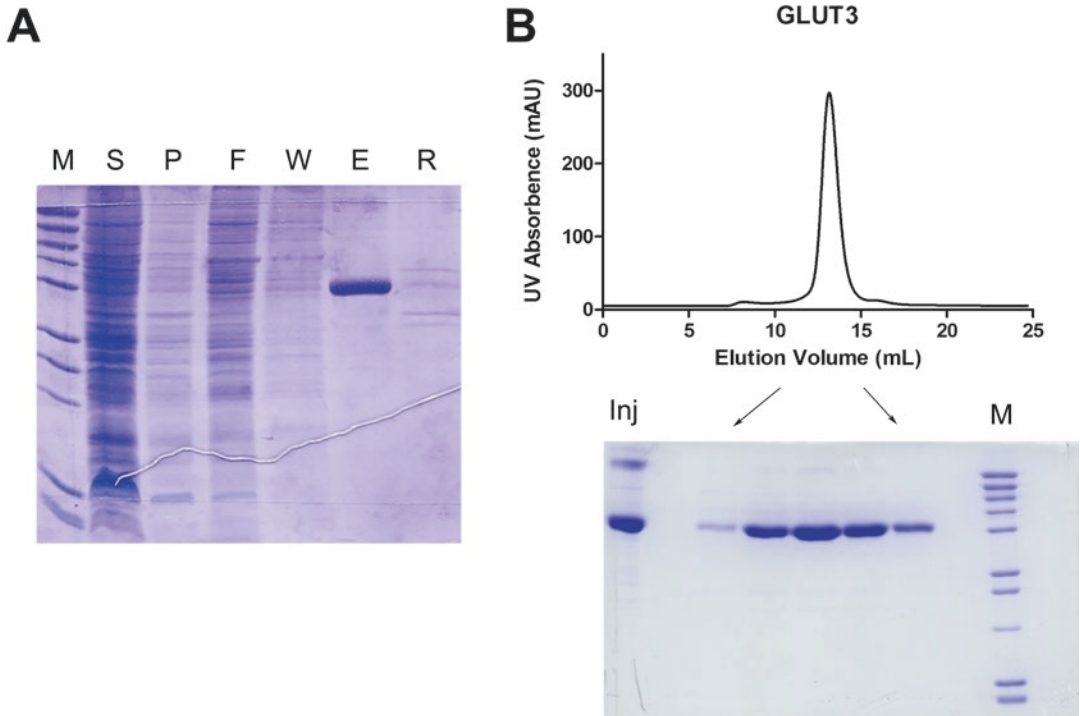 A
M S P F W E R
B
GLUT3
UV Absorbence (mAU)
300
200
100
0
0 5 10 15 20 25
Elution Volume (mL)
Inj M